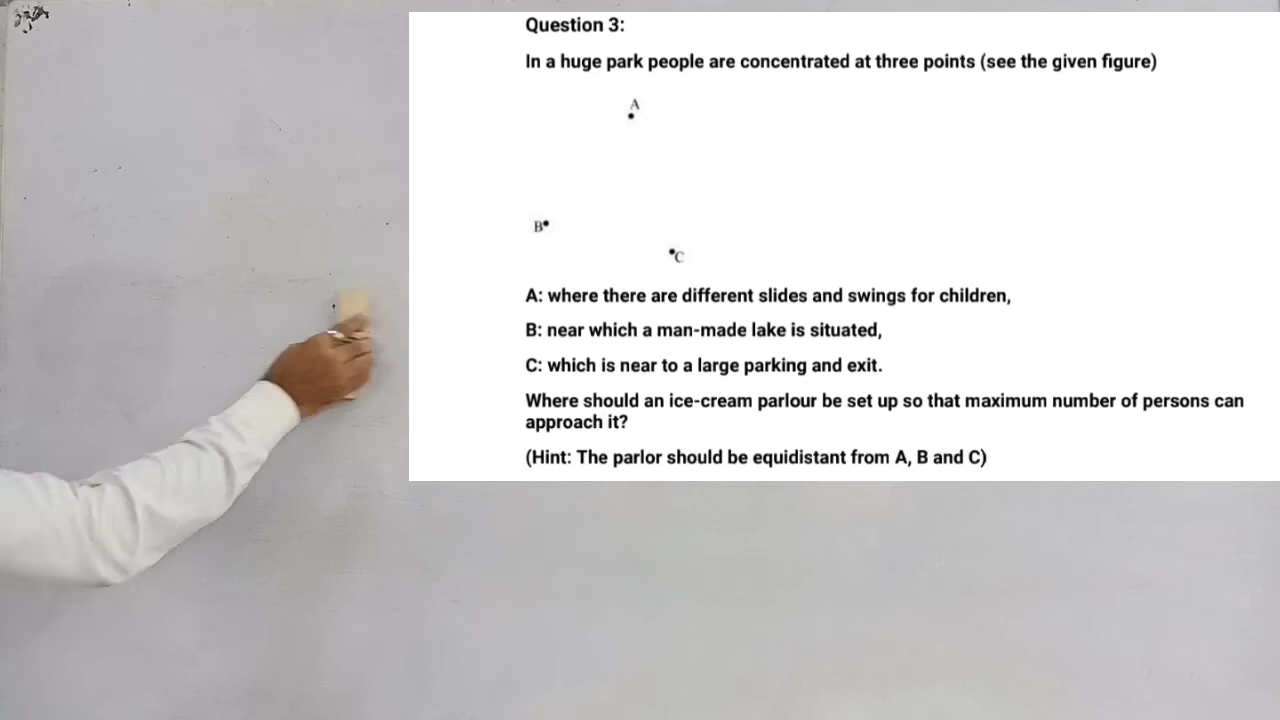 Question 3:
In a huge park people are concentrated at three points (see the given figure)
A
B
C
A: where there are different slides and swings for children,
B: near which a man-made lake is situated,
C: which is near to a large parking and exit.
Where should an ice-cream parlour be set up so that maximum number of persons can
approach it?
(Hint: The parlor should be equidistant from A, B and C)